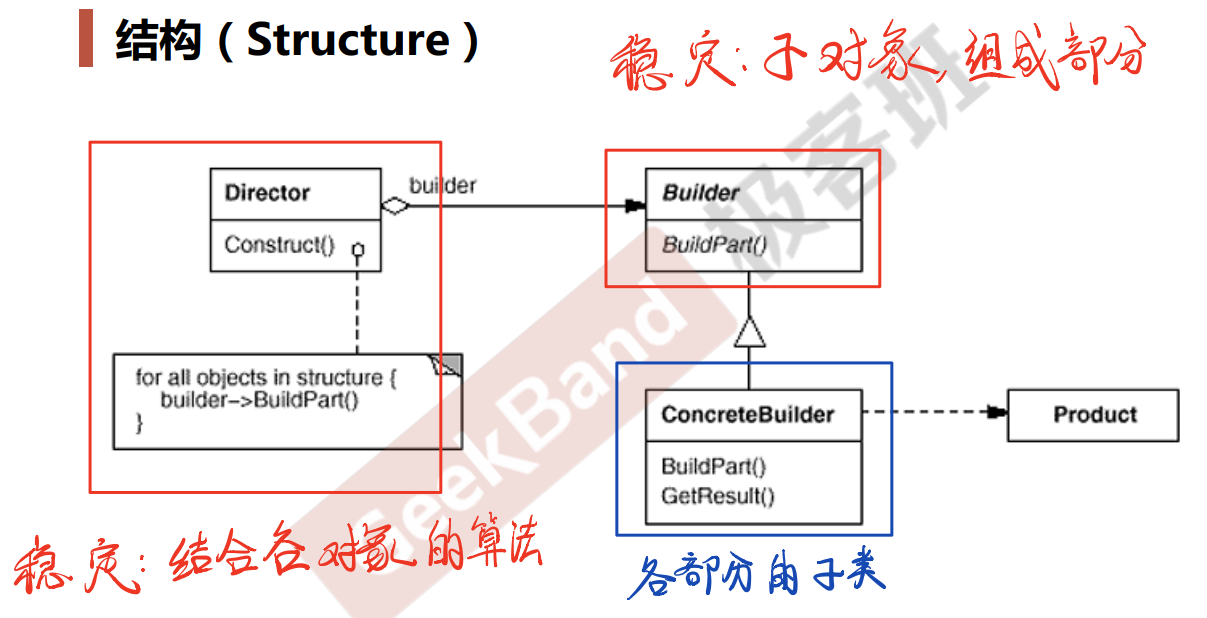 结构（Structure）
稳定：子对象，组成部分
Director
Construct()
builder
Builder
BuildPart()
for all objects in structure {
builder->BuildPart()
}
ConcreteBuilder
BuildPart()
GetResult()
Product
稳定：结合各对象的算法
各部分由子类
GeekBand 极客班